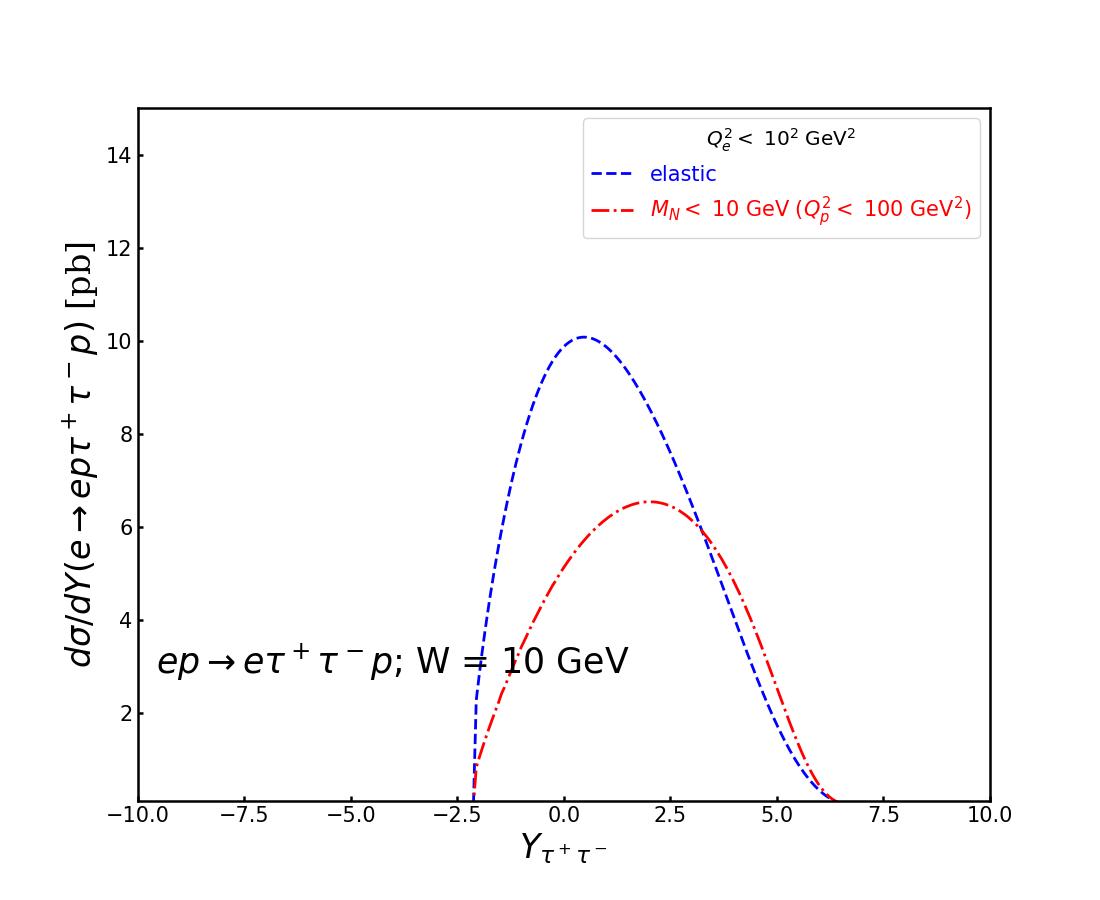 Q_e^2 < 10^2 GeV^2
elastic
M_N < 10 GeV (Q_p^2 < 100 GeV^2)
14
12
10
8
6
4
2
dσ/dY(e → epτ^+ τ^- p) [pb]
ep → eτ^+ τ^- p; W = 10 GeV
−10.0 −7.5 −5.0 −2.5 0.0 2.5 5.0 7.5 10.0
Y_{τ^+ τ^-}